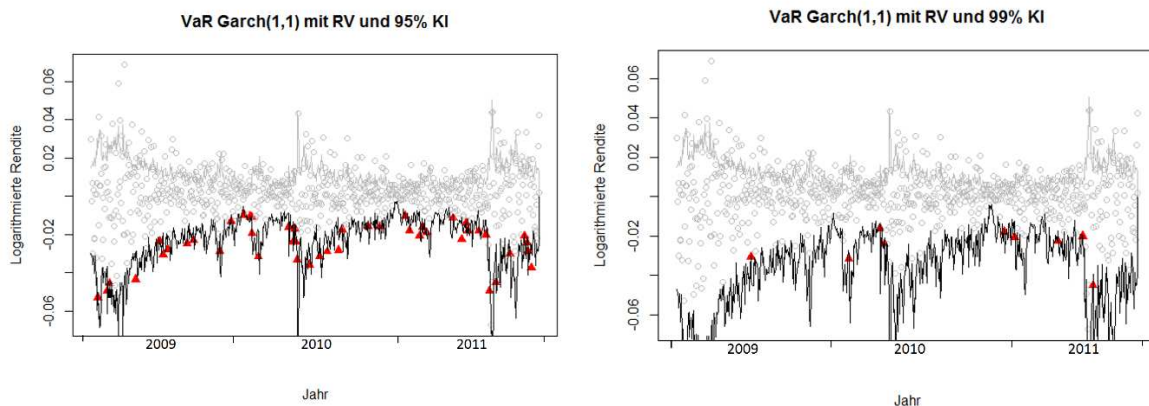 VaR Garch(1,1) mit RV und 95% KI
Logarithmierte Rendite
0.06
0.04
0.02
-0.02
-0.06
2009
2010
2011
Jahr
VaR Garch(1,1) mit RV und 99% KI
Logarithmierte Rendite
0.06
0.04
0.02
-0.02
-0.06
2009
2010
2011
Jahr